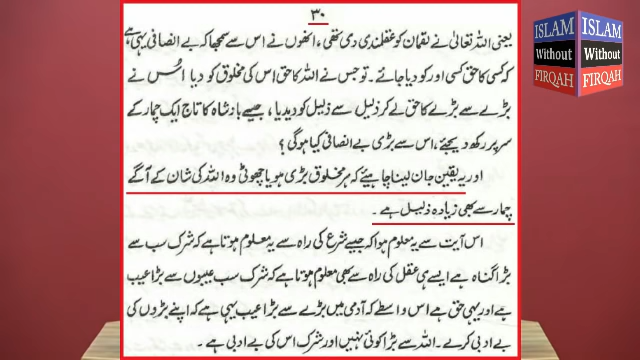 ۳۰
یعنی اللہ تعالیٰ نے لقمان کو عقلمندی دی تھی، انھوں نے اس سے سمجھا کہ بے انصافی یہی ہے
کہ کسی کا حق کسی اور کو دیا جائے۔ تو جس نے اللہ کا حق اس کی مخلوق کو دیا اُس نے
بڑے سے بڑے کا حق لے کر ذلیل سے ذلیل کو دیدیا، جیسے بادشاہ کا تاج ایک چمار کے
سر پر رکھ دیجئے، اس سے بڑی بے انصافی کیا ہوگی؟
اور یہ یقین جان لینا چاہیئے کہ ہر مخلوق بڑی ہو یا چھوٹی وہ اللہ کی شان کے آگے
چمار سے بھی زیادہ ذلیل ہے۔
اس آیت سے یہ معلوم ہوا کہ جیسے شرع کی راہ سے یہ معلوم ہوتا ہے کہ شرک سب سے
بڑا گناہ ہے ایسے ہی عقل کی راہ سے بھی معلوم ہوتا ہے کہ شرک سب عیبوں سے بڑا عیب
ہے اور یہی حق ہے اس واسطے کہ آدمی میں بڑے سے بڑا عیب یہی ہے کہ اپنے بڑوں کی
بے ادبی کرے۔ اللہ سے بڑا کوئی نہیں اور شرک اس کی بے ادبی ہے۔
ISLAM Without FIRQAH
ISLAM Without FIRQAH